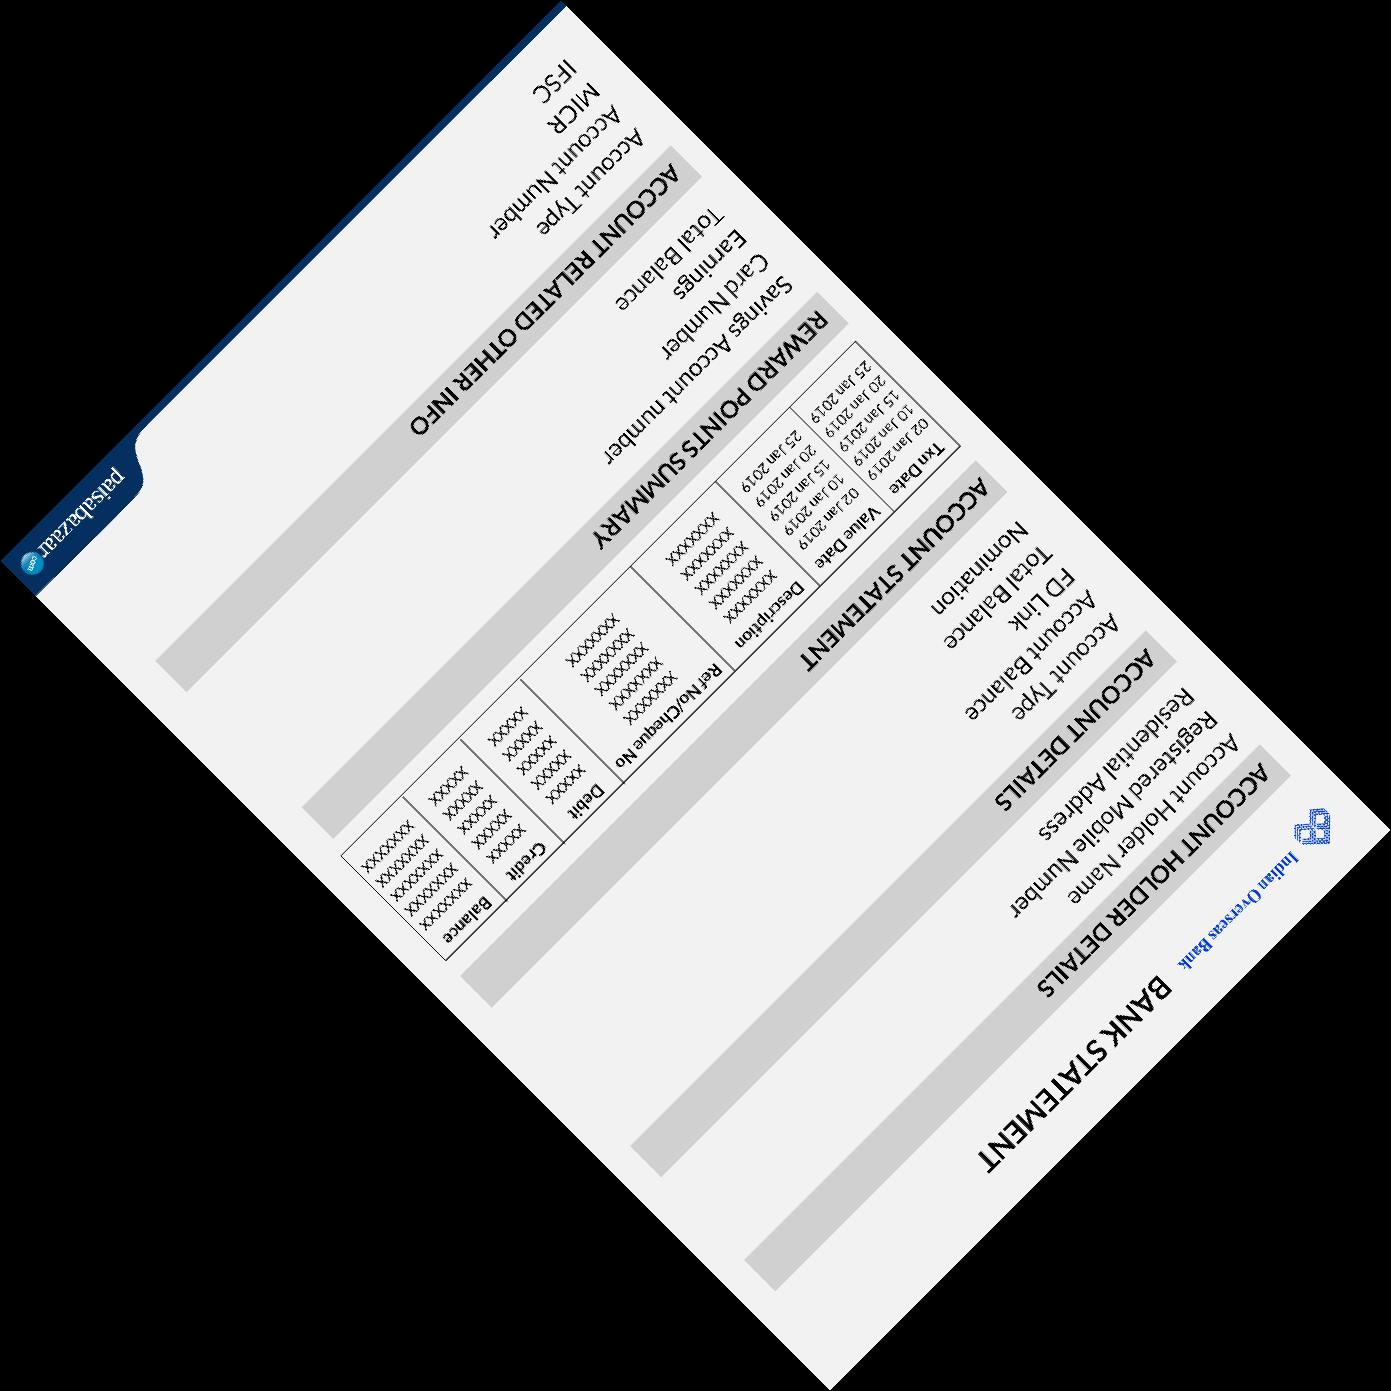 Indian Overseas Bank
BANK STATEMENT
ACCOUNT HOLDER DETAILS
Account Holder Name
Registered Mobile Number
Residential Address
ACCOUNT DETAILS
Account Type
Account Balance
FD Link
Total Balance
Nomination
ACCOUNT STATEMENT
Txn Date Value Date Description Ref No/Cheque No Debit Credit Balance
02 Jan 2019 02 Jan 2019 XXXXXXX XXXXXXX XXXXX XXXXX XXXXXXX
10 Jan 2019 10 Jan 2019 XXXXXXX XXXXXXX XXXXX XXXXX XXXXXXX
15 Jan 2019 15 Jan 2019 XXXXXXX XXXXXXX XXXXX XXXXX XXXXXXX
20 Jan 2019 20 Jan 2019 XXXXXXX XXXXXXX XXXXX XXXXX XXXXXXX
25 Jan 2019 25 Jan 2019 XXXXXXX XXXXXXX XXXXX XXXXX XXXXXXX
REWARD POINTS SUMMARY
Savings Account number
Card Number
Earnings
Total Balance
ACCOUNT RELATED OTHER INFO
Account Type
Account Number
MICR
IFSC
paisabazaar.com